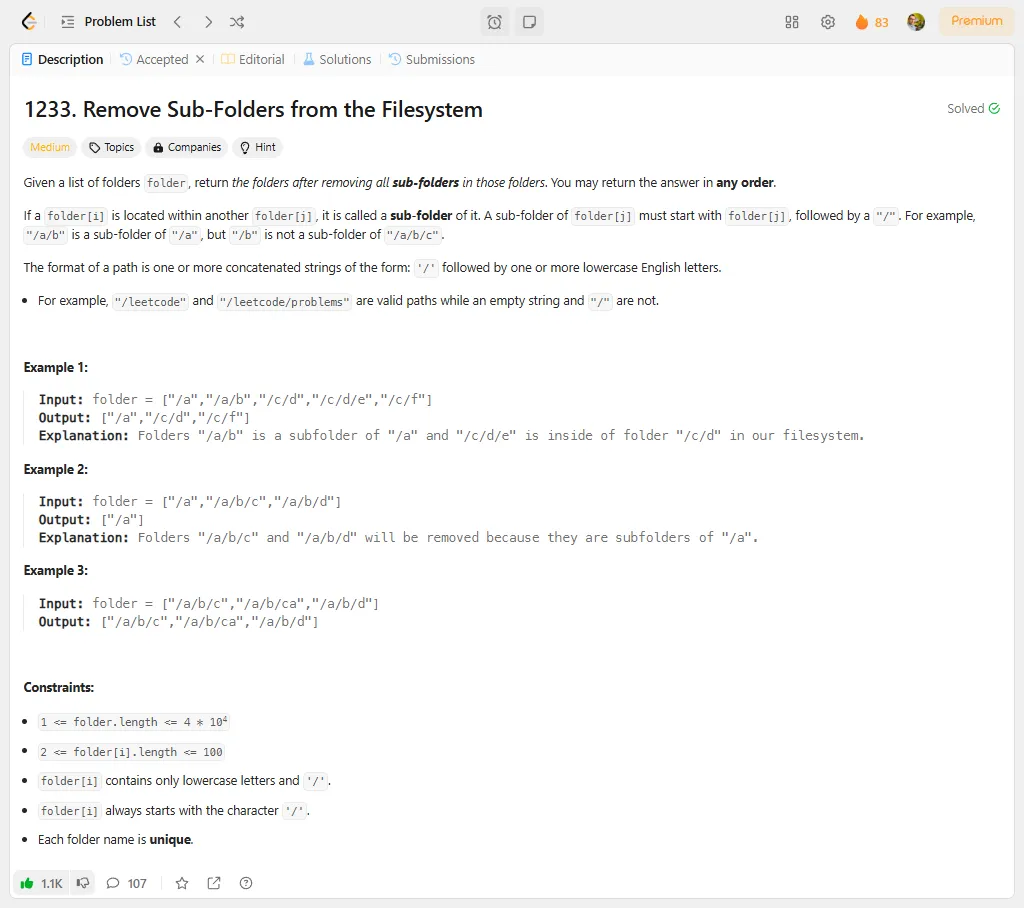 Problem List
83
Premium
Description
Accepted
Editorial
Solutions
Submissions
1233. Remove Sub-Folders from the Filesystem
Solved
Medium
Topics
Companies
Hint
Given a list of folders folder, return the folders after removing all sub-folders in those folders. You may return the answer in any order.
If a folder[i] is located within another folder[j], it is called a sub-folder of it. A sub-folder of folder[j] must start with folder[j], followed by a "/". For example,
"/a/b" is a sub-folder of "/a", but "/b" is not a sub-folder of "/a/b/c".
The format of a path is one or more concatenated strings of the form: '/' followed by one or more lowercase English letters.
• For example, "/leetcode" and "/leetcode/problems" are valid paths while an empty string and "/" are not.
Example 1:
Input: folder = ["/a","/a/b","/c/d","/c/d/e","/c/f"]
Output: ["/a","/c/d","/c/f"]
Explanation: Folders "/a/b" is a subfolder of "/a" and "/c/d/e" is inside of folder "/c/d" in our filesystem.
Example 2:
Input: folder = ["/a","/a/b/c","/a/b/d"]
Output: ["/a"]
Explanation: Folders "/a/b/c" and "/a/b/d" will be removed because they are subfolders of "/a".
Example 3:
Input: folder = ["/a/b/c","/a/b/ca","/a/b/d"]
Output: ["/a/b/c","/a/b/ca","/a/b/d"]
Constraints:
• 1 <= folder.length <= 4 * 10⁴
• 2 <= folder[i].length <= 100
• folder[i] contains only lowercase letters and '/'.
• folder[i] always starts with the character '/'.
• Each folder name is unique.
1.1K
107